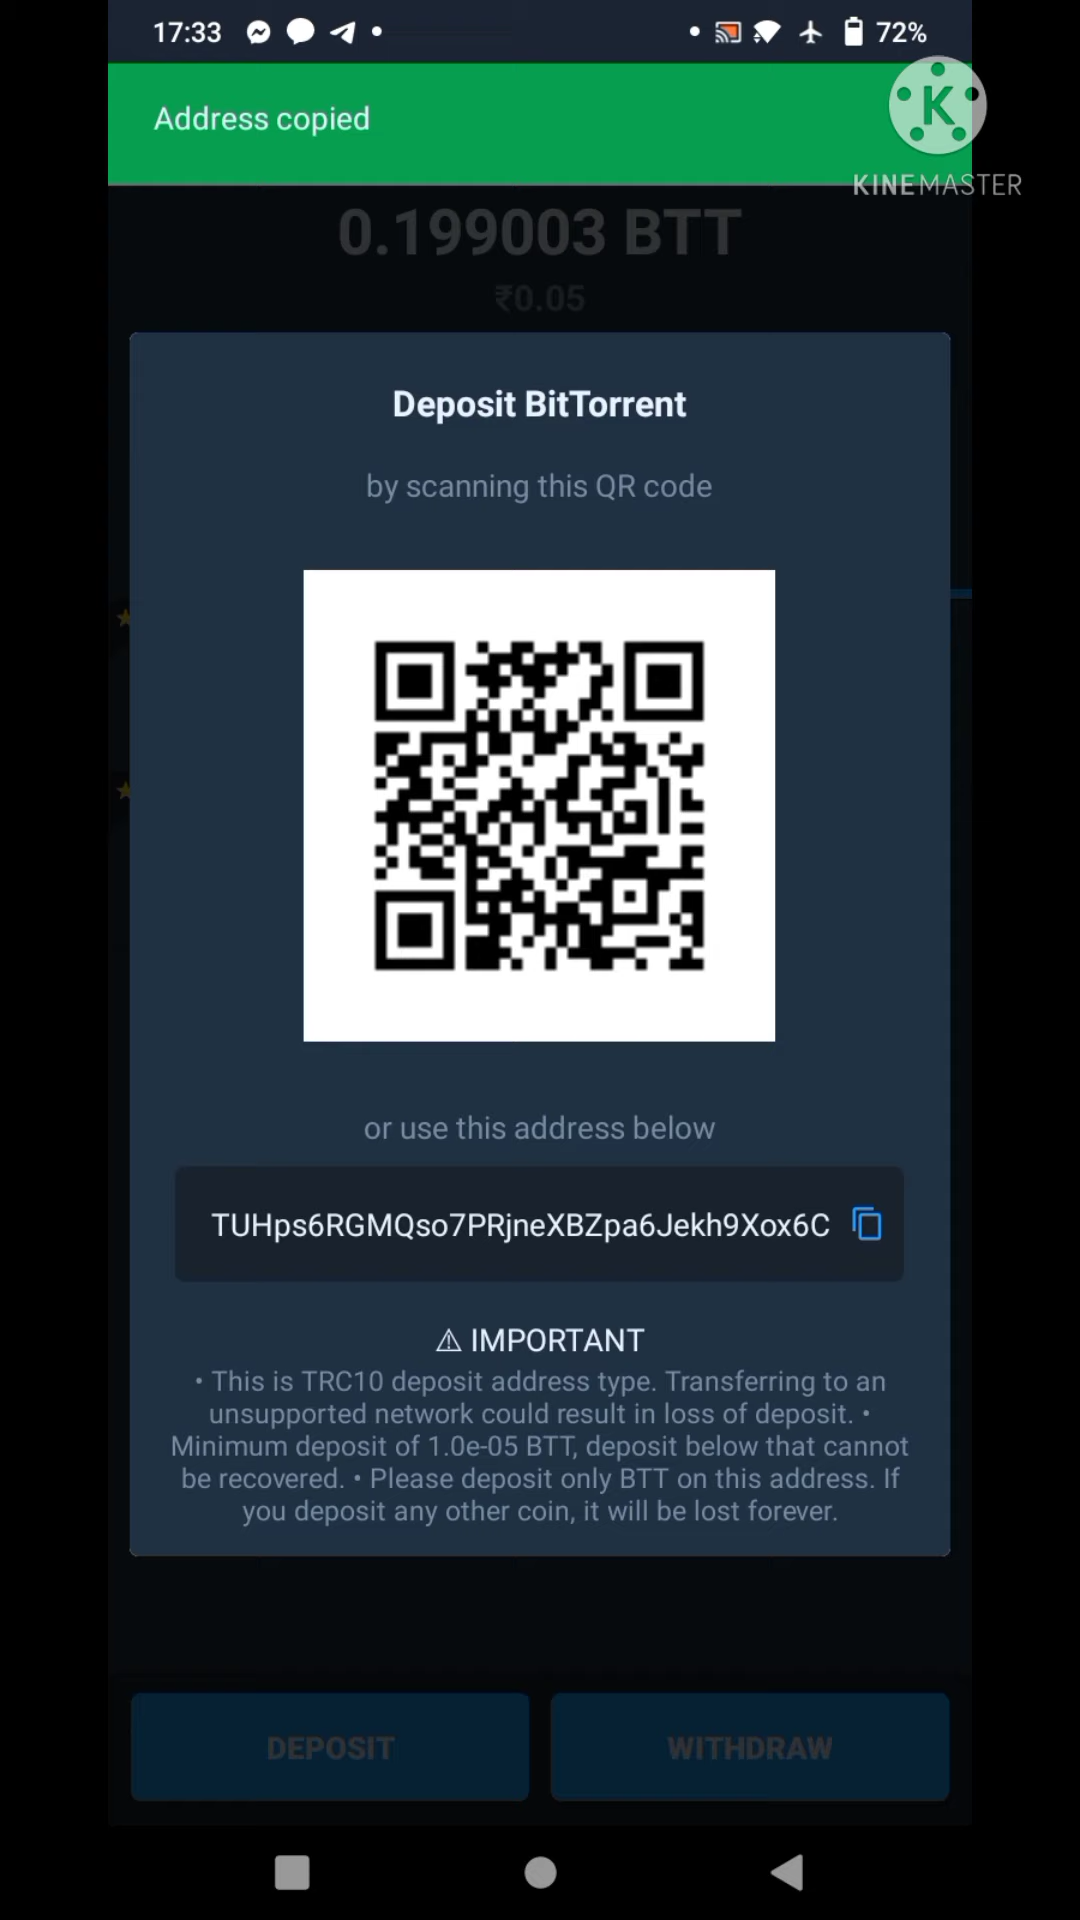 17:33
72%
Address copied
K
KINEMASTER
0.199003 BTT
₹0.05
Deposit BitTorrent
by scanning this QR code
or use this address below
TUHps6RGMQso7PRjneXBZpa6Jekh9Xox6C
⚠ IMPORTANT
• This is TRC10 deposit address type. Transferring to an
unsupported network could result in loss of deposit. •
Minimum deposit of 1.0e-05 BTT, deposit below that cannot
be recovered. • Please deposit only BTT on this address. If
you deposit any other coin, it will be lost forever.
DEPOSIT
WITHDRAW